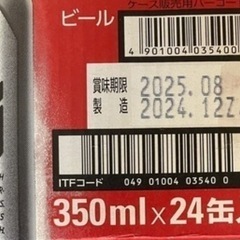 ビール
ケース販売用バーコー
4 901004 035400
賞味期限 2025.08
製造 2024.12Z
ITFコード 049 01004 03540 0
350ml×24缶